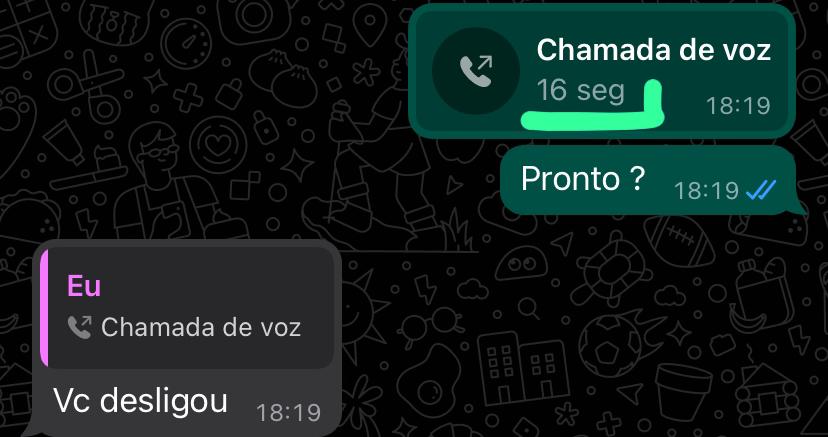 Chamada de voz
16 seg 18:19
Pronto ? 18:19
Eu
Chamada de voz
Vc desligou 18:19